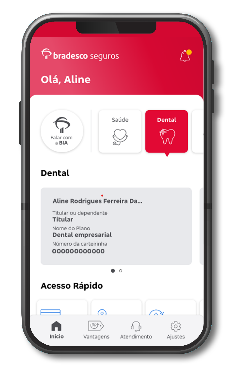 bradesco seguros
Olá, Aline
Falar com
a BIA
Saúde
Dental
Dental
Aline Rodrigues Ferreira Da...
Titular ou dependente
Titular
Nome do Plano
Dental empresarial
Número da carteirinha
000000000000
Acesso Rápido
Início
Vantagens
Atendimento
Ajustes